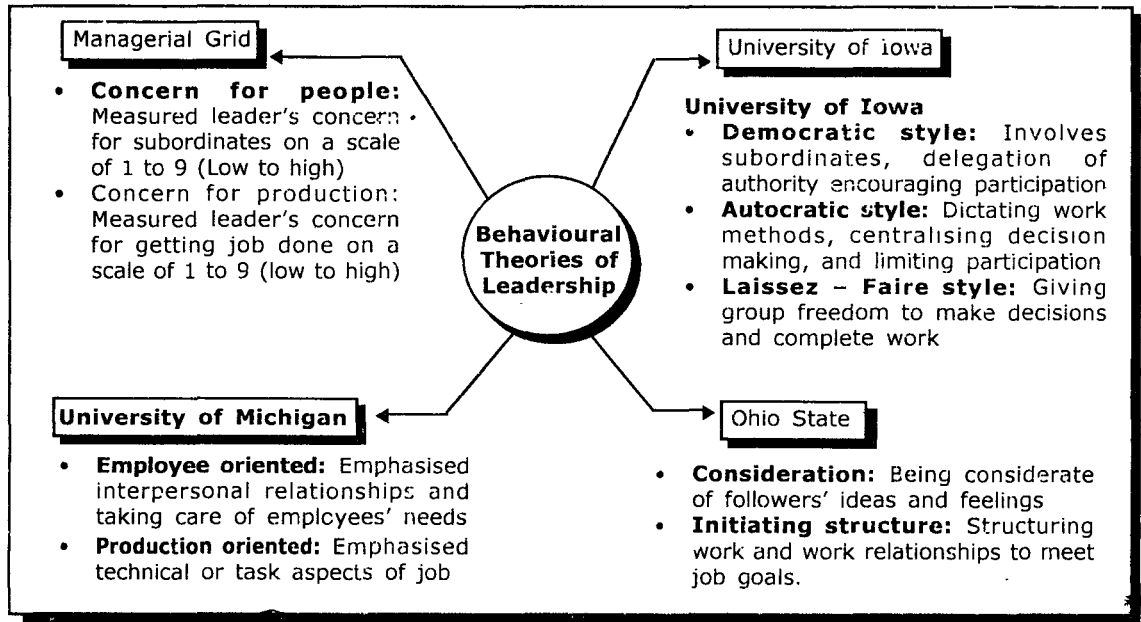 Managerial Grid
• Concern for people:
Measured leader's concern
for subordinates on a scale
of 1 to 9 (Low to high)
• Concern for production:
Measured leader's concern
for getting job done on a
scale of 1 to 9 (low to high)
University of iowa
University of Iowa
• Democratic style: Involves
subordinates, delegation of
authority encouraging participation
• Autocratic style: Dictating work
methods, centralising decision
making, and limiting participation
• Laissez – Faire style: Giving
group freedom to make decisions
and complete work
Behavioural
Theories of
Leadership
University of Michigan
• Employee oriented: Emphasised
interpersonal relationships and
taking care of employees' needs
• Production oriented: Emphasised
technical or task aspects of job
Ohio State
• Consideration: Being considerate
of followers' ideas and feelings
• Initiating structure: Structuring
work and work relationships to meet
job goals.